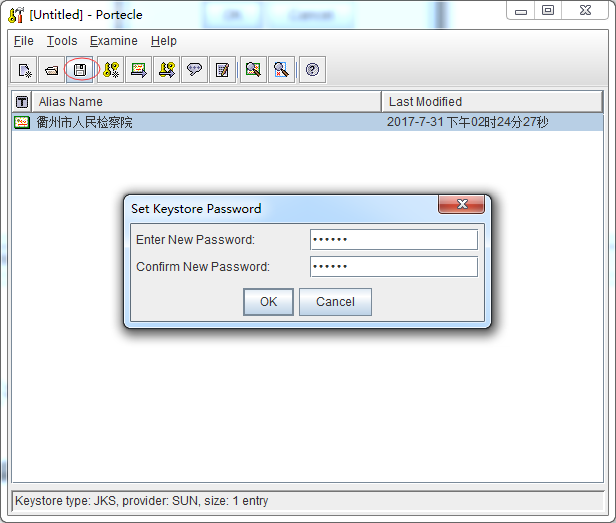 [Untitled] - Portecle
File Tools Examine Help
Alias Name Last Modified
衢州市人民检察院 2017-7-31 下午02时24分27秒
Set Keystore Password
Enter New Password: ••••••
Confirm New Password: ••••••
OK Cancel
Keystore type: JKS, provider: SUN, size: 1 entry